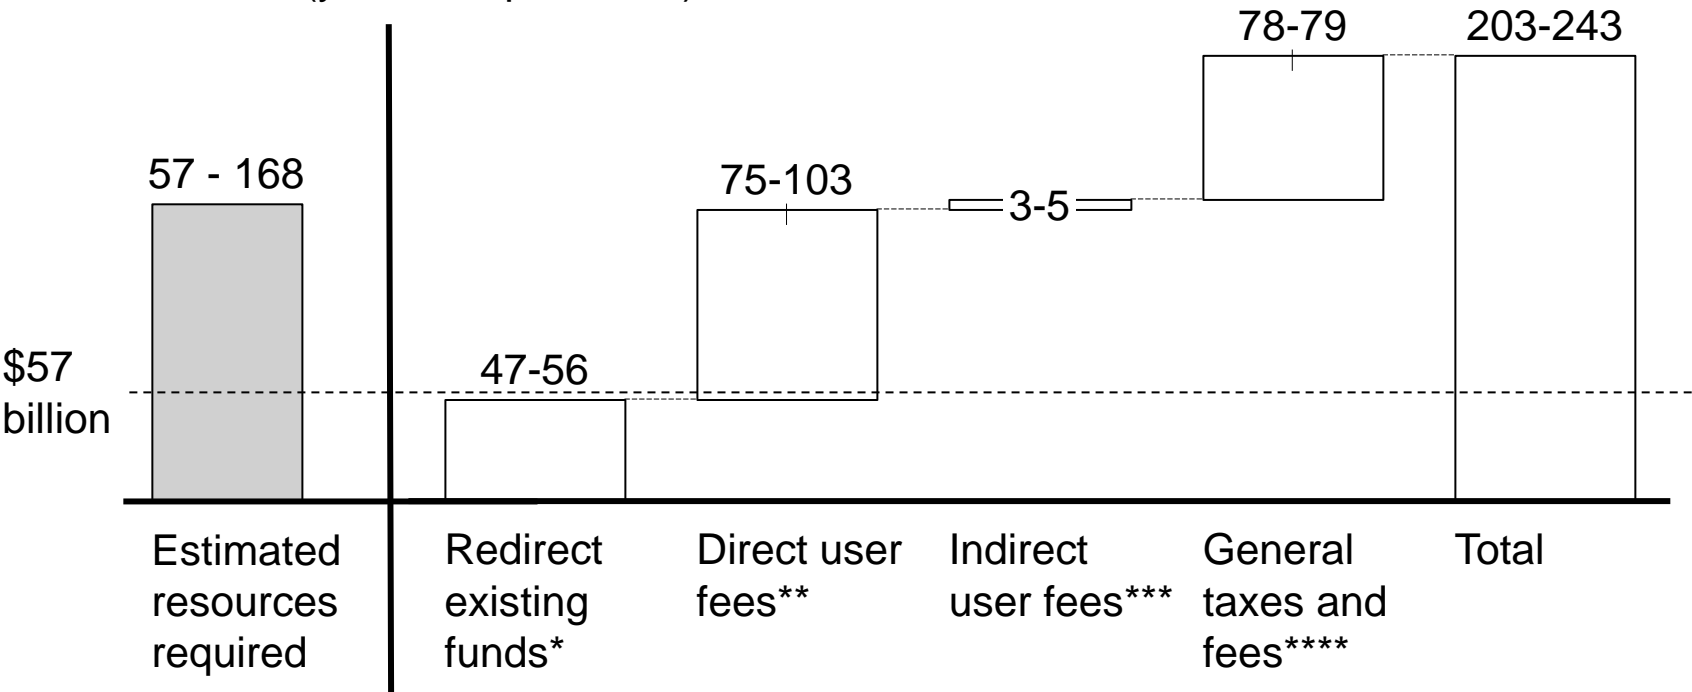 78-79
203-243
57 - 168
75-103
3-5
$57
billion
47-56
Estimated
resources
required
Redirect
existing
funds*
Direct user
fees**
Indirect
user fees***
General
taxes and
fees****
Total